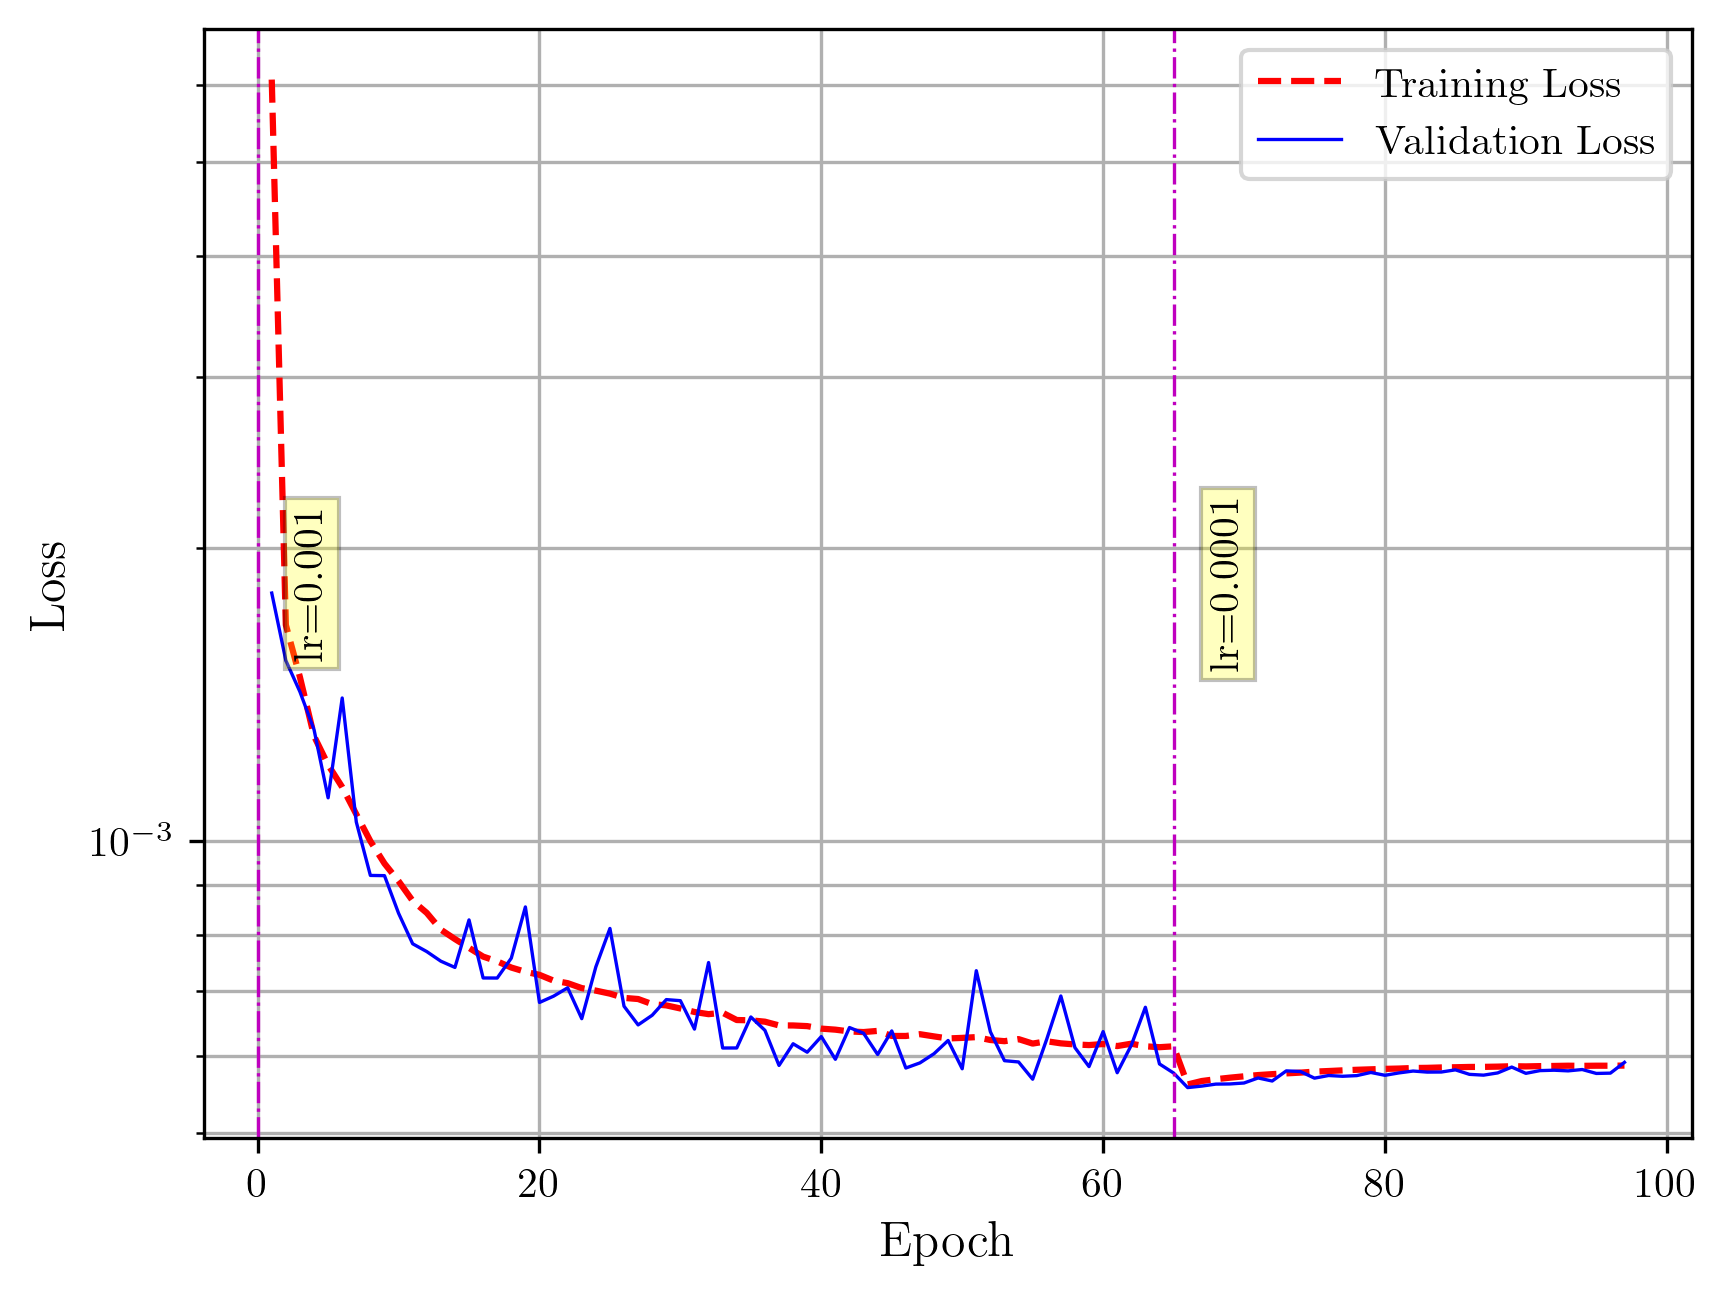 Training Loss
Validation Loss
lr=0.001
lr=0.0001
Loss
10⁻³
0 20 40 60 80 100
Epoch